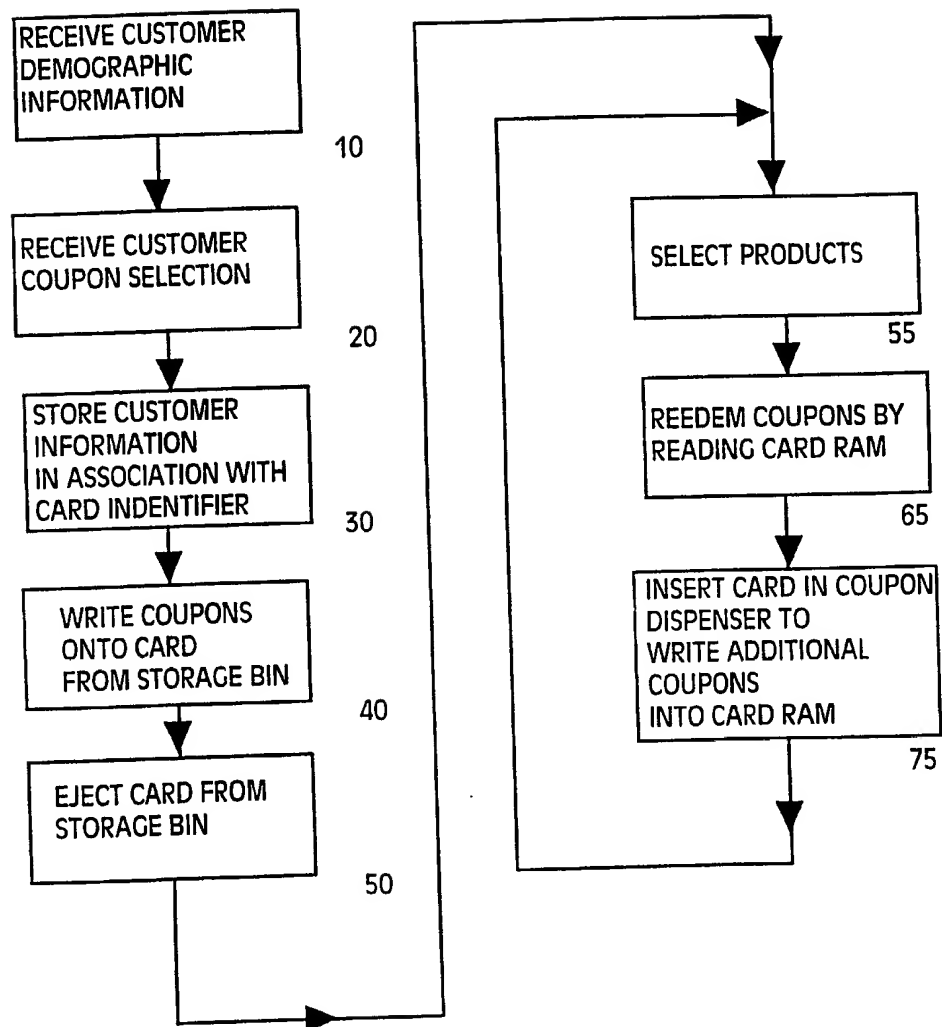 RECEIVE CUSTOMER
DEMOGRAPHIC
INFORMATION
10
RECEIVE CUSTOMER
COUPON SELECTION
20
STORE CUSTOMER
INFORMATION
IN ASSOCIATION WITH
CARD INDENTIFIER
30
WRITE COUPONS
ONTO CARD
FROM STORAGE BIN
40
EJECT CARD FROM
STORAGE BIN
50
SELECT PRODUCTS
55
REEDEM COUPONS BY
READING CARD RAM
65
INSERT CARD IN COUPON
DISPENSER TO
WRITE ADDITIONAL
COUPONS
INTO CARD RAM
75